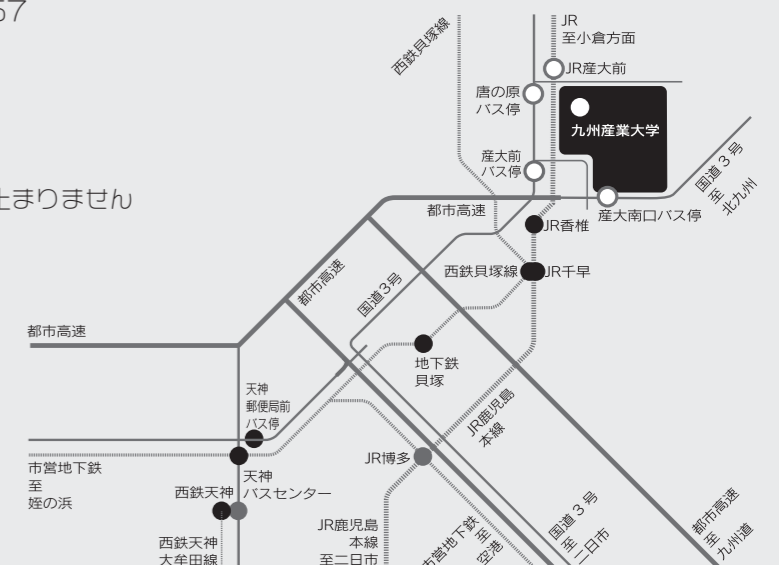 57
止まりません
西鉄貝塚線
JR
至小倉方面
JR産大前
唐の原
バス停
九州産業大学
産大前
バス停
国道3号
至
北九州
都市高速
産大南口バス停
JR香椎
西鉄貝塚線
JR千早
都市高速
国道3号
都市高速
地下鉄
貝塚
天神
郵便局前
バス停
JR鹿児島
本線
JR博多
市営地下鉄
至
姪の浜
天神
バスセンター
西鉄天神
JR鹿児島
本線
至二日市
西鉄天神
大牟田線
市営地下鉄
至
空港
国道3号
至
二日市
都市高速
至
九州道